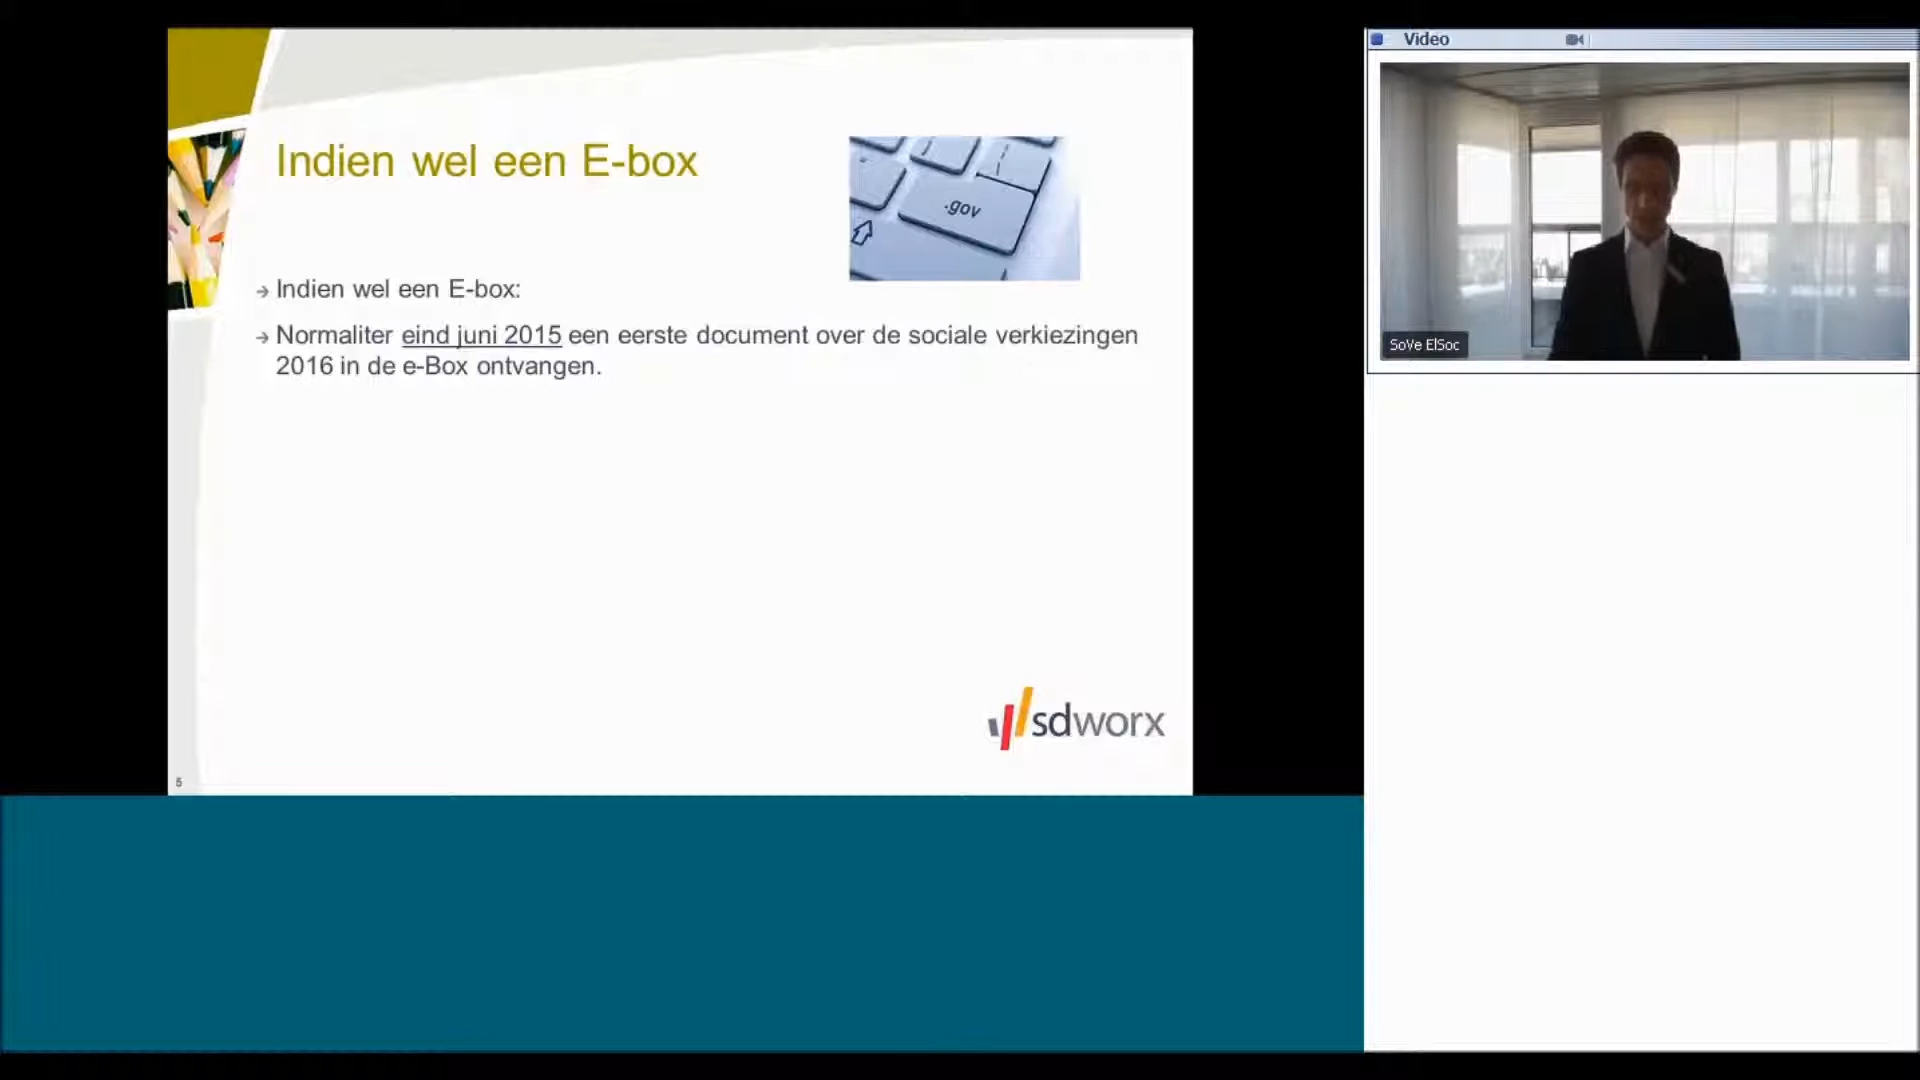 Indien wel een E-box
.gov
→ Indien wel een E-box:
→ Normaliter eind juni 2015 een eerste document over de sociale verkiezingen
2016 in de e-Box ontvangen.
sdworx
5
Video
SoVe ElSoc